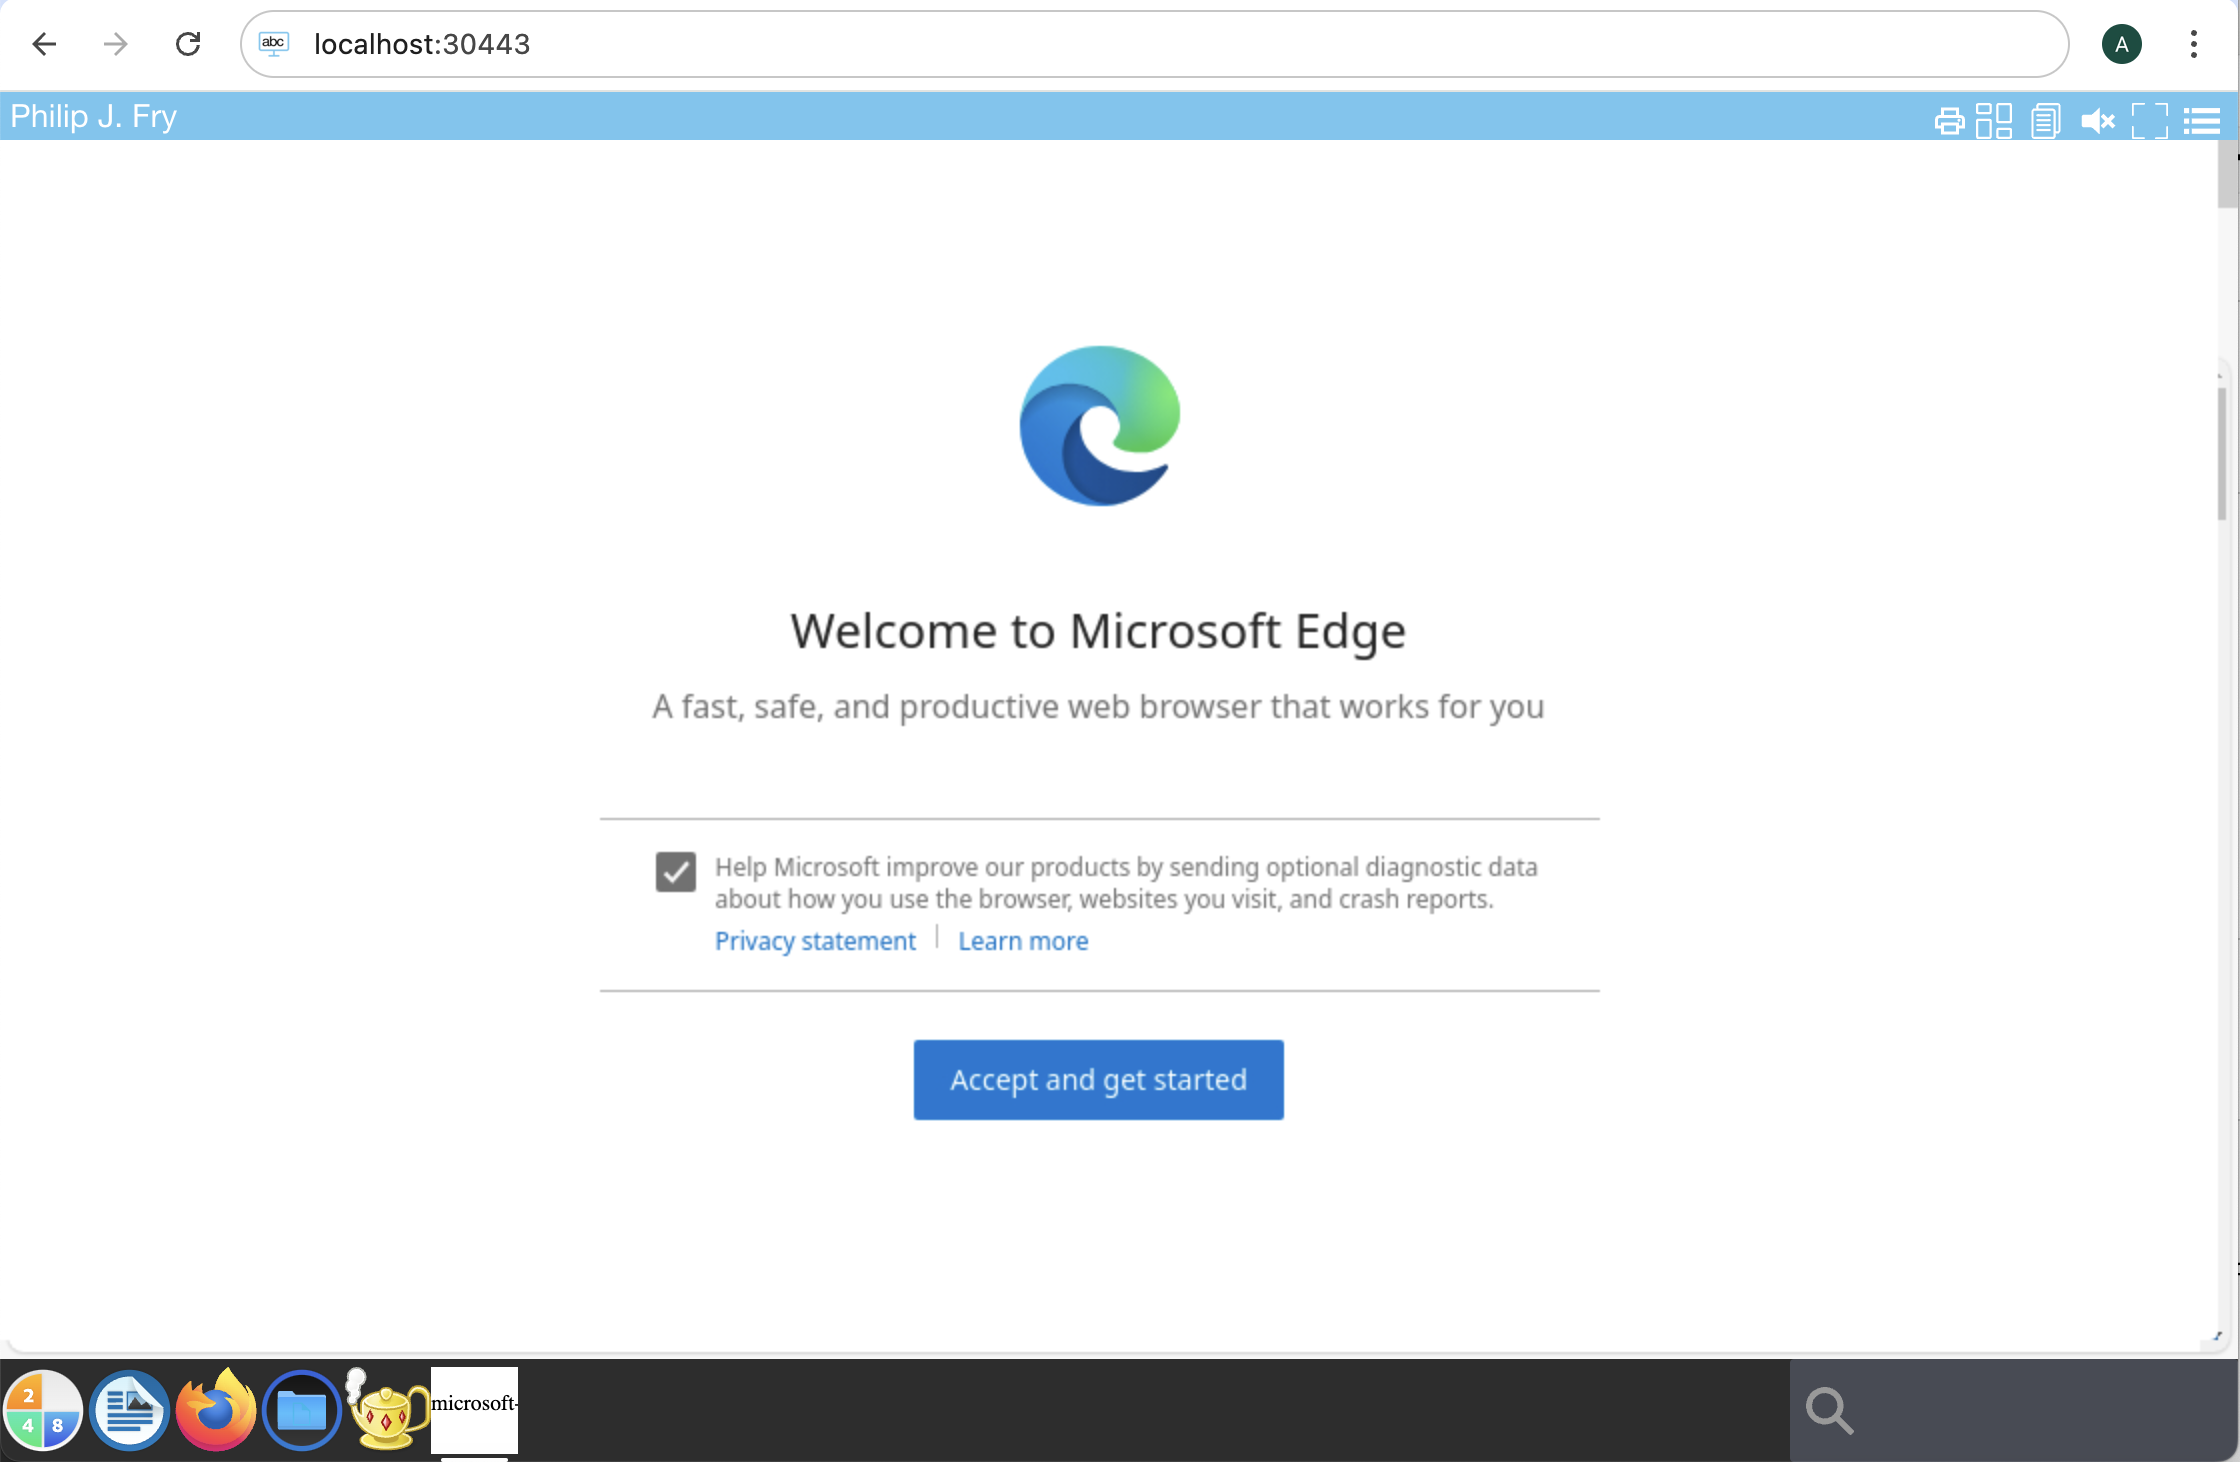 abc
localhost:30443
A
Philip J. Fry
Welcome to Microsoft Edge
A fast, safe, and productive web browser that works for you
Help Microsoft improve our products by sending optional diagnostic data
about how you use the browser, websites you visit, and crash reports.
Privacy statement
Learn more
Accept and get started
2
4 8
microsoft-